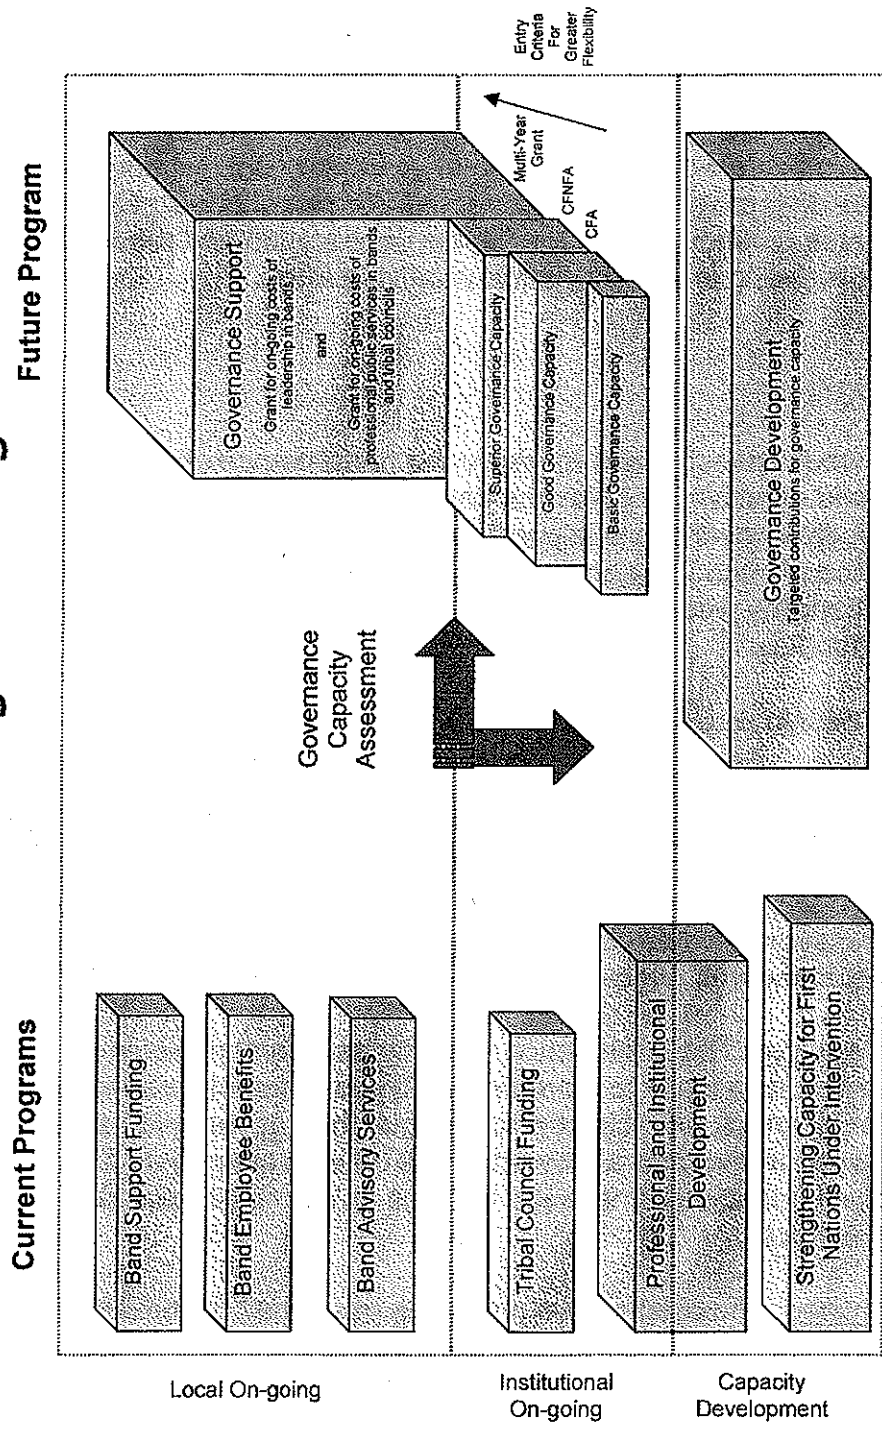 Current Programs
Future Program
Local On-going
Band Support Funding
Band Employee Benefits
Band Advisory Services
Institutional
On-going
Tribal Council Funding
Professional and Institutional
Development
Capacity
Development
Strengthening Capacity for First
Nations Under Intervention
Governance
Capacity
Assessment
Governance Support
Grant for on-going costs of
leadership in bands
and
Grant for on-going costs of
professional public services in bands
and tribal councils
Superior Governance Capacity
Good Governance Capacity
Basic Governance Capacity
Multi-Year
Grant
CFNFA
CFA
Entry
Criteria
For
Greater
Flexibility
Governance Development
Targeted contributions for governance capacity